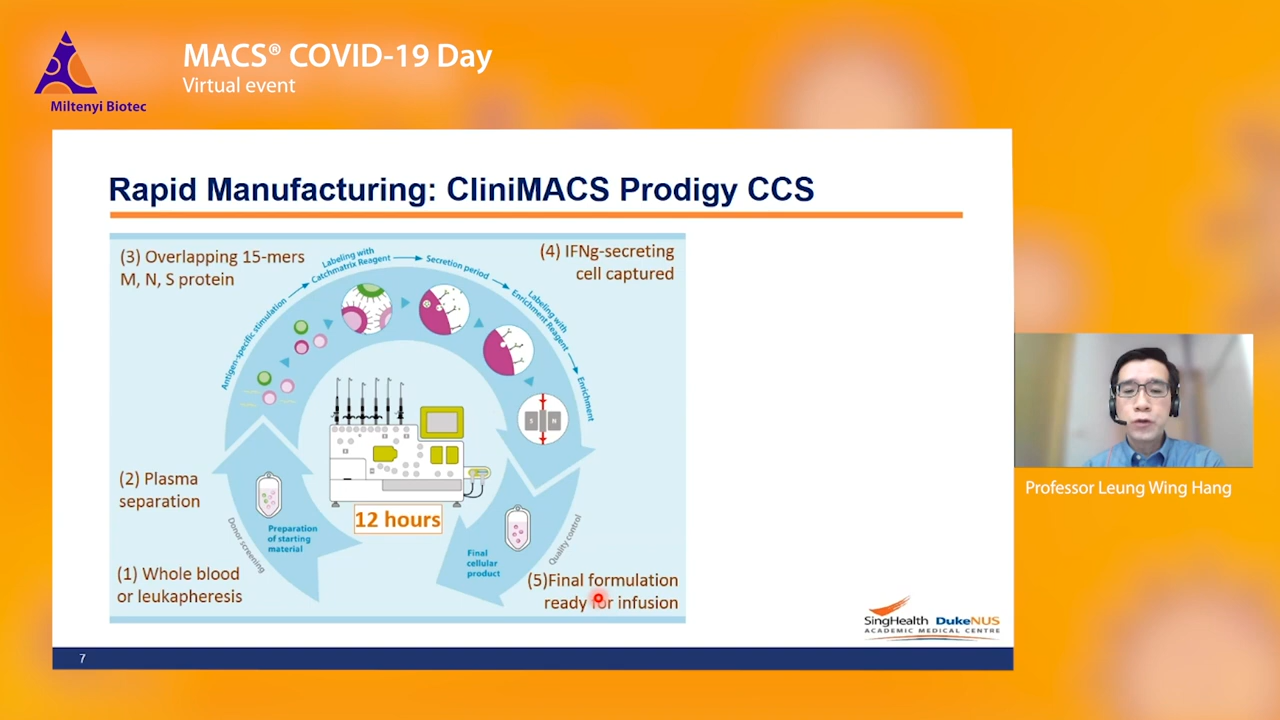 MACS® COVID-19 Day
Virtual event
Miltenyi Biotec
Rapid Manufacturing: CliniMACS Prodigy CCS
(3) Overlapping 15-mers
M, N, S protein
(4) IFNg-secreting
cell captured
Antigen-specific stimulation
Labeling with
Catchmatrix Reagent
Secretion period
Labeling with
Enrichment Reagent
Enrichment
S N
(2) Plasma
separation
12 hours
Donor screening
Preparation
of starting
material
Final
cellular
product
Quality control
(1) Whole blood
or leukapheresis
(5)Final formulation
ready for infusion
SingHealth DukeNUS
ACADEMIC MEDICAL CENTRE
7
Professor Leung Wing Hang